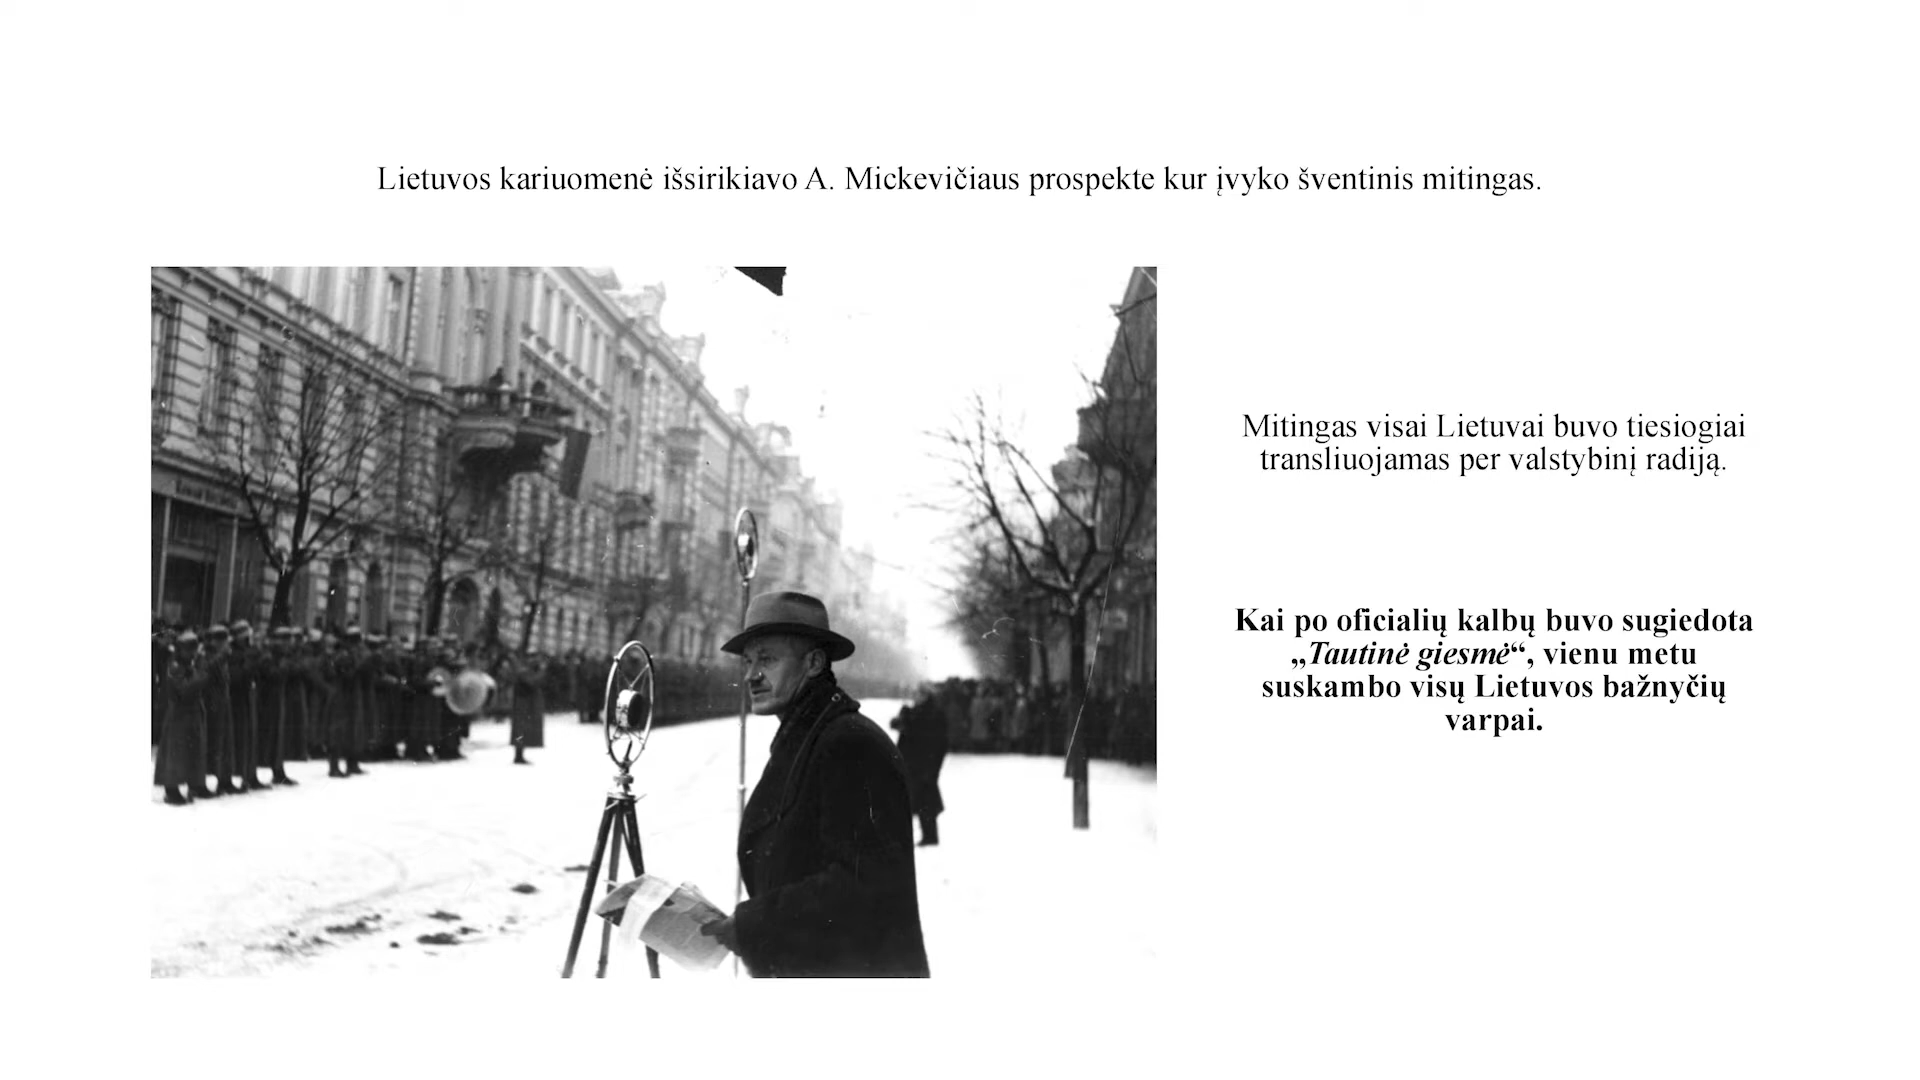 Lietuvos kariuomenė išsirikiavo A. Mickevičiaus prospekte kur įvyko šventinis mitingas.
Mitingas visai Lietuvai buvo tiesiogiai
transliuojamas per valstybinį radiją.
Kai po oficialių kalbų buvo sugiedota
„Tautinė giesmė“, vienu metu
suskambo visų Lietuvos bažnyčių
varpai.